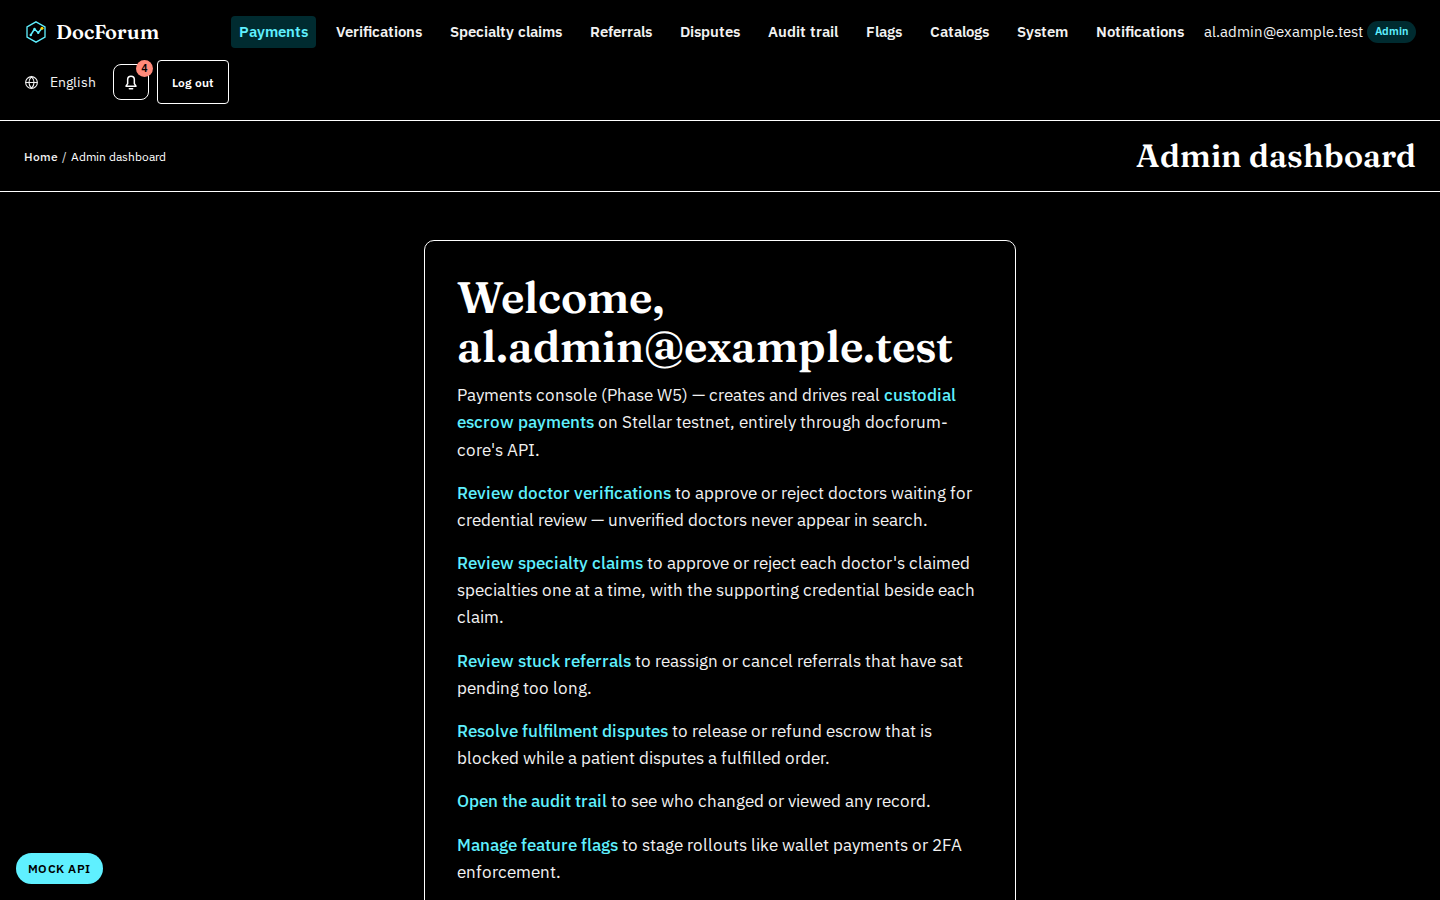 DocForum Payments Verifications Specialty claims Referrals Disputes Audit trail Flags Catalogs System Notifications al.admin@example.test Admin
English 4 Log out
Home / Admin dashboard
Admin dashboard
Welcome,
al.admin@example.test
Payments console (Phase W5) — creates and drives real custodial
escrow payments on Stellar testnet, entirely through docforum-
core's API.
Review doctor verifications to approve or reject doctors waiting for
credential review — unverified doctors never appear in search.
Review specialty claims to approve or reject each doctor's claimed
specialties one at a time, with the supporting credential beside each
claim.
Review stuck referrals to reassign or cancel referrals that have sat
pending too long.
Resolve fulfilment disputes to release or refund escrow that is
blocked while a patient disputes a fulfilled order.
Open the audit trail to see who changed or viewed any record.
Manage feature flags to stage rollouts like wallet payments or 2FA
enforcement.
MOCK API